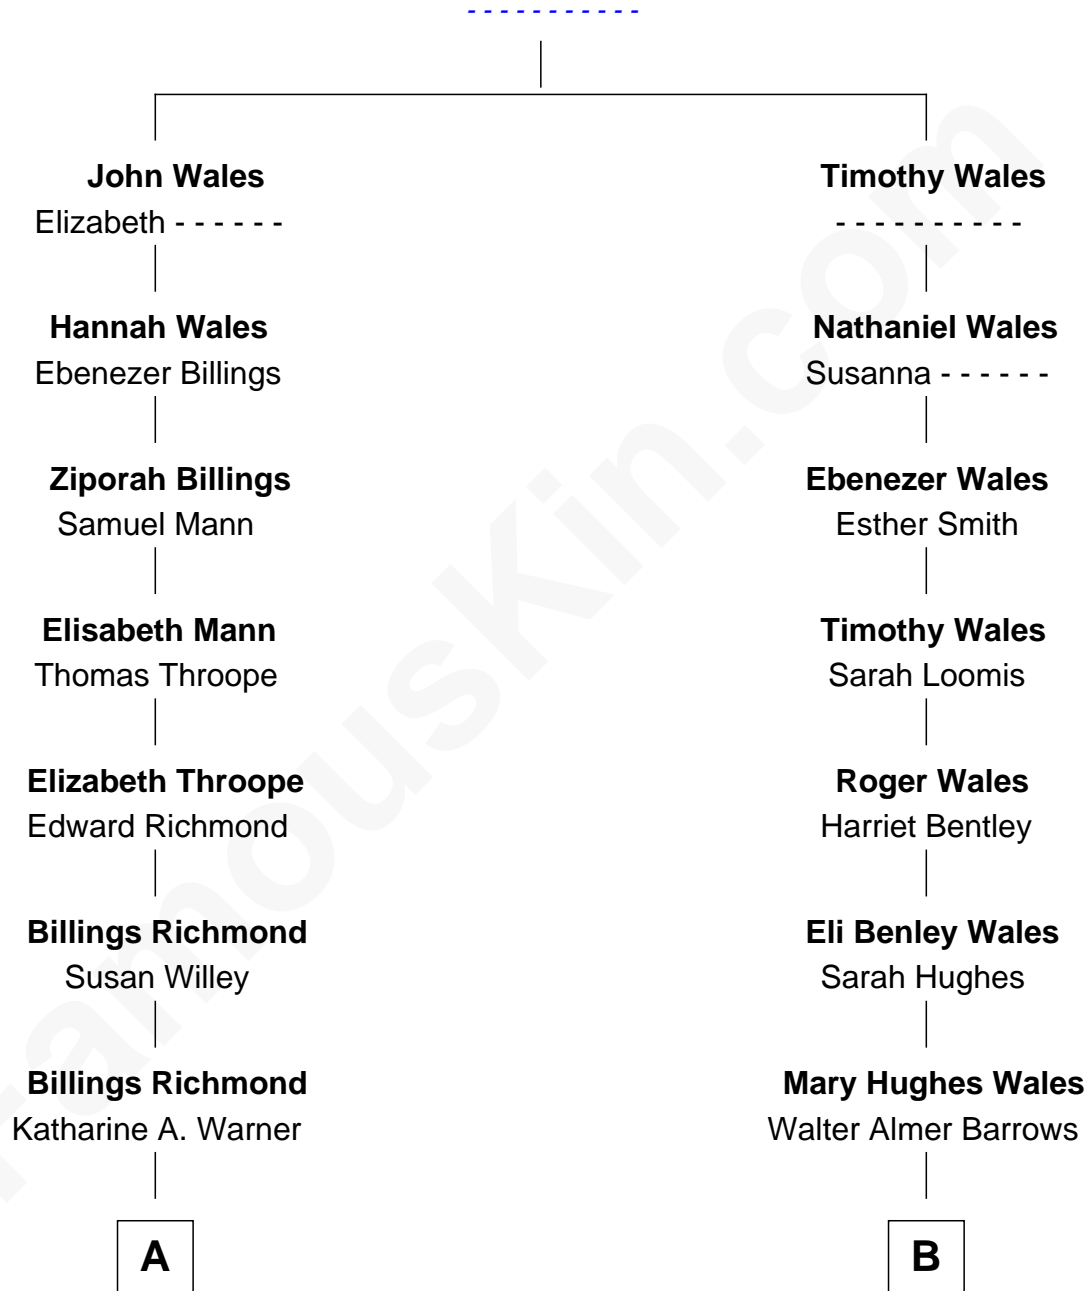 - - - - - - - - - - -
John Wales
Elizabeth - - - - - -
Timothy Wales
- - - - - - - - - -
Hannah Wales
Ebenezer Billings
Nathaniel Wales
Susanna - - - - - -
Ziporah Billings
Samuel Mann
Ebenezer Wales
Esther Smith
Elisabeth Mann
Thomas Throope
Timothy Wales
Sarah Loomis
Elizabeth Throope
Edward Richmond
Roger Wales
Harriet Bentley
Billings Richmond
Susan Willey
Eli Benley Wales
Sarah Hughes
Billings Richmond
Katharine A. Warner
Mary Hughes Wales
Walter Almer Barrows
A
B
FamousKin.com